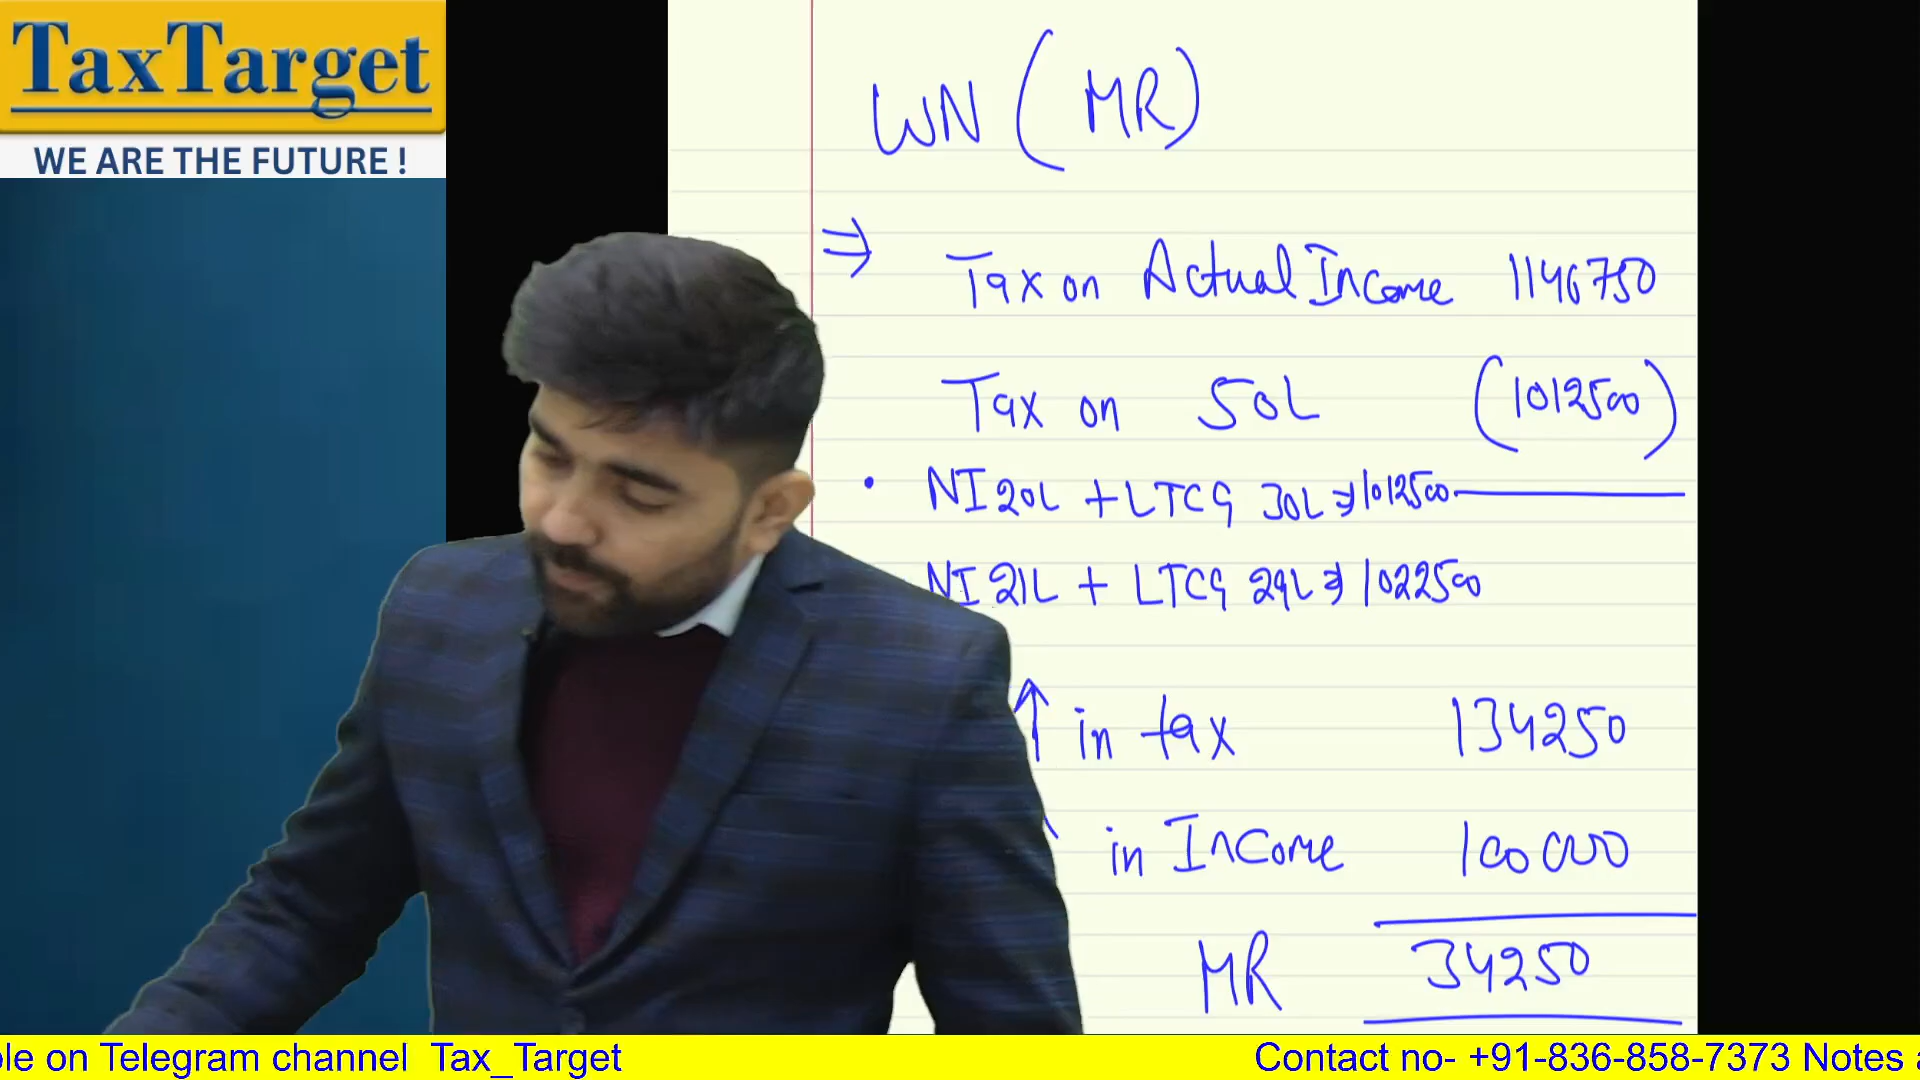 TaxTarget
WE ARE THE FUTURE !
WN (MR)
⇒ Tax on Actual Income 1146750
Tax on 50L (1012500)
• NI 20L + LTCG 30L ⇒ 1012500
NI 21L + LTCG 29L ⇒ 1022500
↑ in tax 134250
in Income 100000
MR 34250
ole on Telegram channel Tax_Target
Contact no- +91-836-858-7373 Notes a